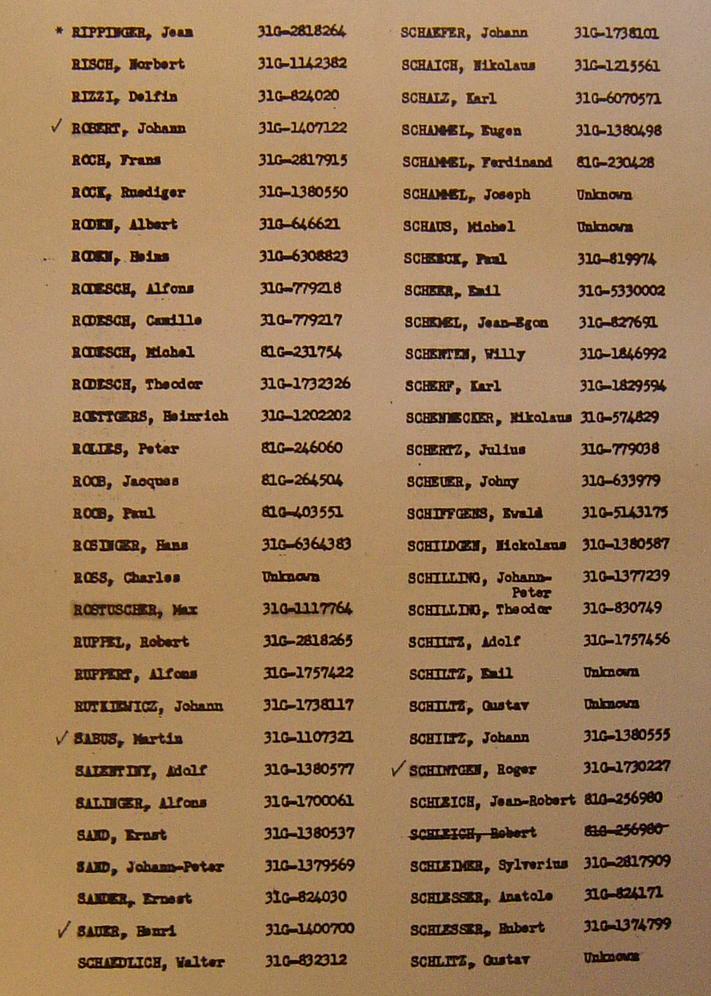 * RIPPINGER, Jean 31G-2818264
RISCH, Norbert 31G-1142382
RIZZI, Delfin 31G-824020
✓ ROBERT, Johann 31G-1407122
ROCH, Frans 31G-2817915
ROCK, Ruediger 31G-1380550
RODEN, Albert 31G-646621
RODEN, Heins 31G-6308823
RODESCH, Alfons 31G-779218
RODESCH, Camille 31G-779217
RODESCH, Michel 81G-231754
RODESCH, Theodor 31G-1732326
ROETTGERS, Heinrich 31G-1202202
ROLIES, Peter 81G-246060
ROOB, Jacques 81G-264504
ROOB, Paul 81G-403551
ROSINGER, Hans 31G-6364383
ROSS, Charles Unknown
ROSTUSCHER, Max 31G-1117764
RUPPEL, Robert 31G-2818265
RUPPERT, Alfons 31G-1757422
RUTKIEWICZ, Johann 31G-1738117
✓ SABUS, Martin 31G-1107321
SALENTINY, Adolf 31G-1380577
SALINGER, Alfons 31G-1700061
SAND, Ernst 31G-1380537
SAND, Johann-Peter 31G-1379569
SANDER, Ernest 31G-824030
✓ SAUER, Henri 31G-1400700
SCHAEDLICH, Walter 31G-832312
SCHAEFER, Johann 31G-1738101
SCHAICH, Nikolaus 31G-1215561
SCHALZ, Karl 31G-6070571
SCHAMMEL, Eugen 31G-1380498
SCHAMMEL, Ferdinand 81G-230428
SCHAMMEL, Joseph Unknown
SCHAUS, Michel Unknown
SCHEECK, Paul 31G-819974
SCHEER, Emil 31G-5330002
SCHEMEL, Jean-Egon 31G-827691
SCHENTEN, Willy 31G-1846992
SCHERF, Karl 31G-1829594
Nikolaus 31G-574829
SCHERTZ, Julius 31G-779038
SCHEUER, Johny 31G-633979
SCHIFFGENS, Ewald 31G-5143175
SCHILDGEN, Nickolaus 31G-1380587
SCHILLING, Johann- 31G-1377239
Peter
SCHILLING, Theodor 31G-830749
SCHILTZ, Adolf 31G-1757456
SCHILTZ, Emil Unknown
SCHILTZ, Gustav Unknown
SCHILTZ, Johann 31G-1380555
✓ SCHINTGEN, Roger 31G-1730227
SCHLEICH, Jean-Robert 81G-256980
SCHLEICH, Robert 81G-256980
SCHLEIMER, Sylverius 31G-2817909
SCHLESSER, Anatole 31G-824171
SCHLESSER, Hubert 31G-1374799
SCHLITZ, Gustav Unknown